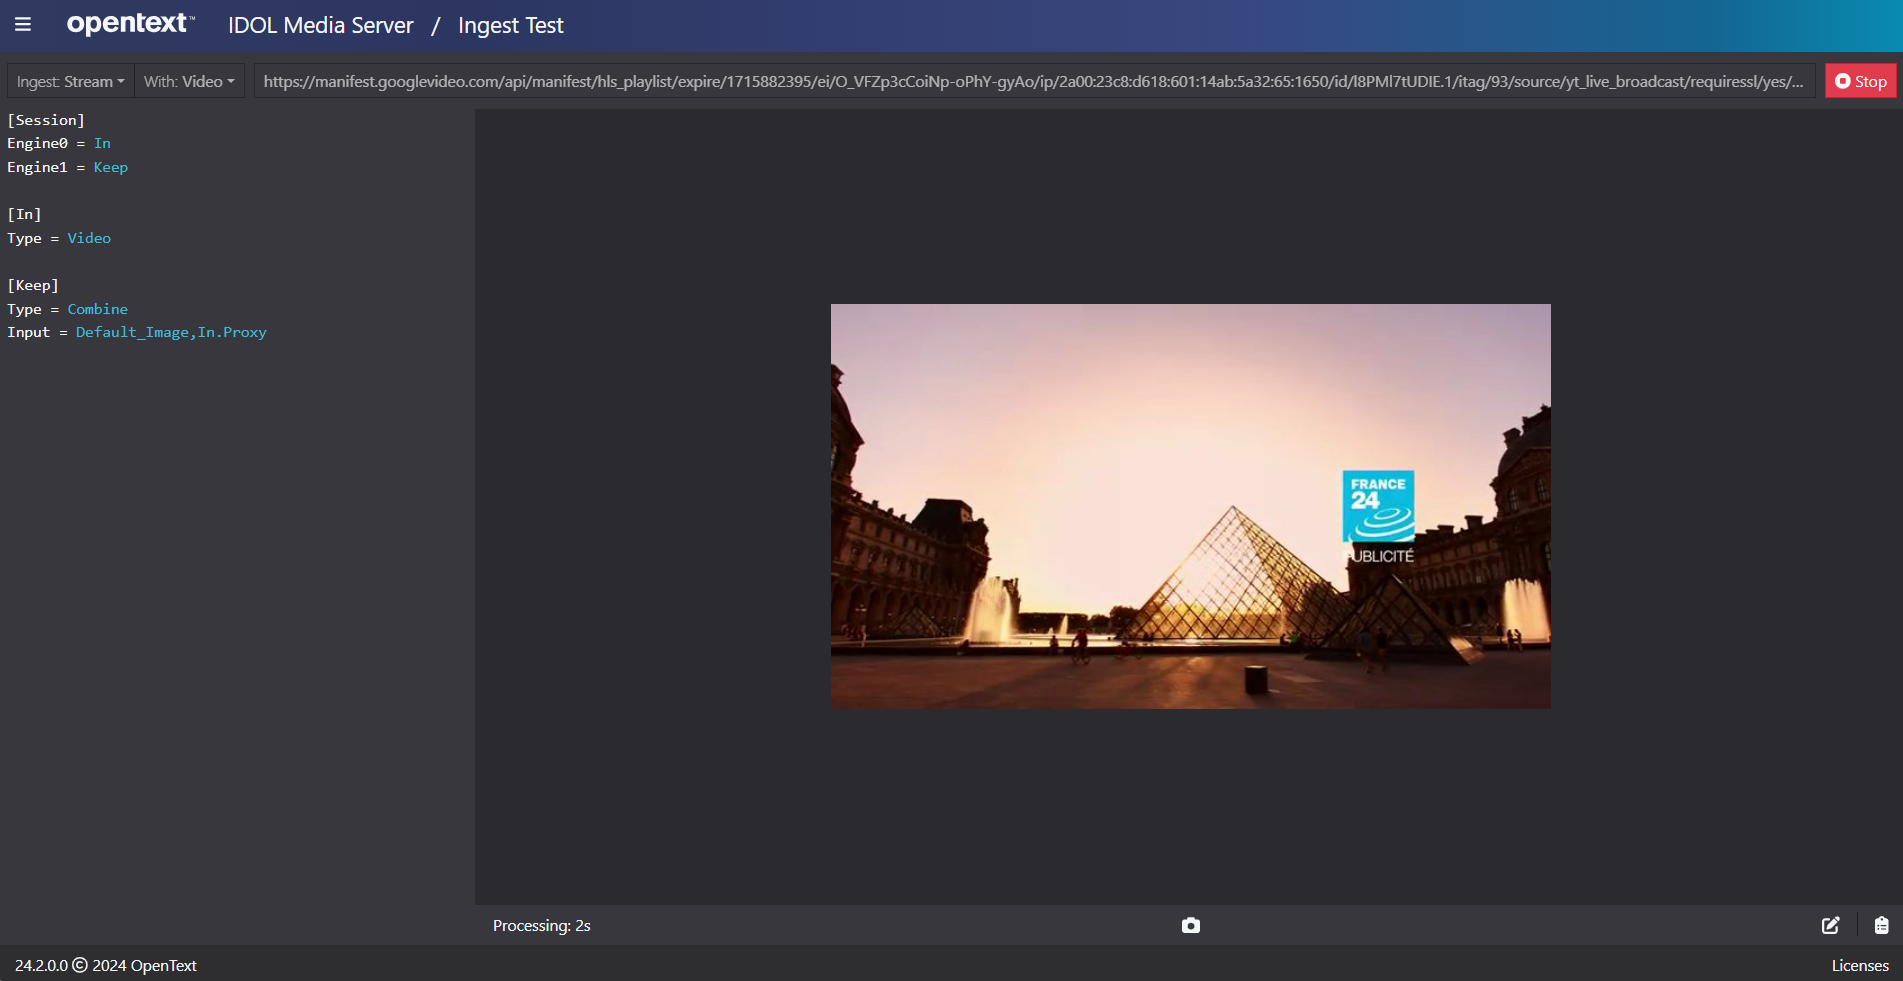 opentext™ IDOL Media Server / Ingest Test
Ingest: Stream With: Video https://manifest.googlevideo.com/api/manifest/hls_playlist/expire/1715882395/ei/O_VFZp3cCoiNp-oPhY-gyAo/ip/2a00:23c8:d618:601:14ab:5a32:65:1650/id/l8PMl7tUDIE.1/itag/93/source/yt_live_broadcast/requiressl/yes/... Stop
[Session]
Engine0 = In
Engine1 = Keep
[In]
Type = Video
[Keep]
Type = Combine
Input = Default_Image,In.Proxy
FRANCE
24
PUBLICITÉ
Processing: 2s
24.2.0.0 © 2024 OpenText
Licenses